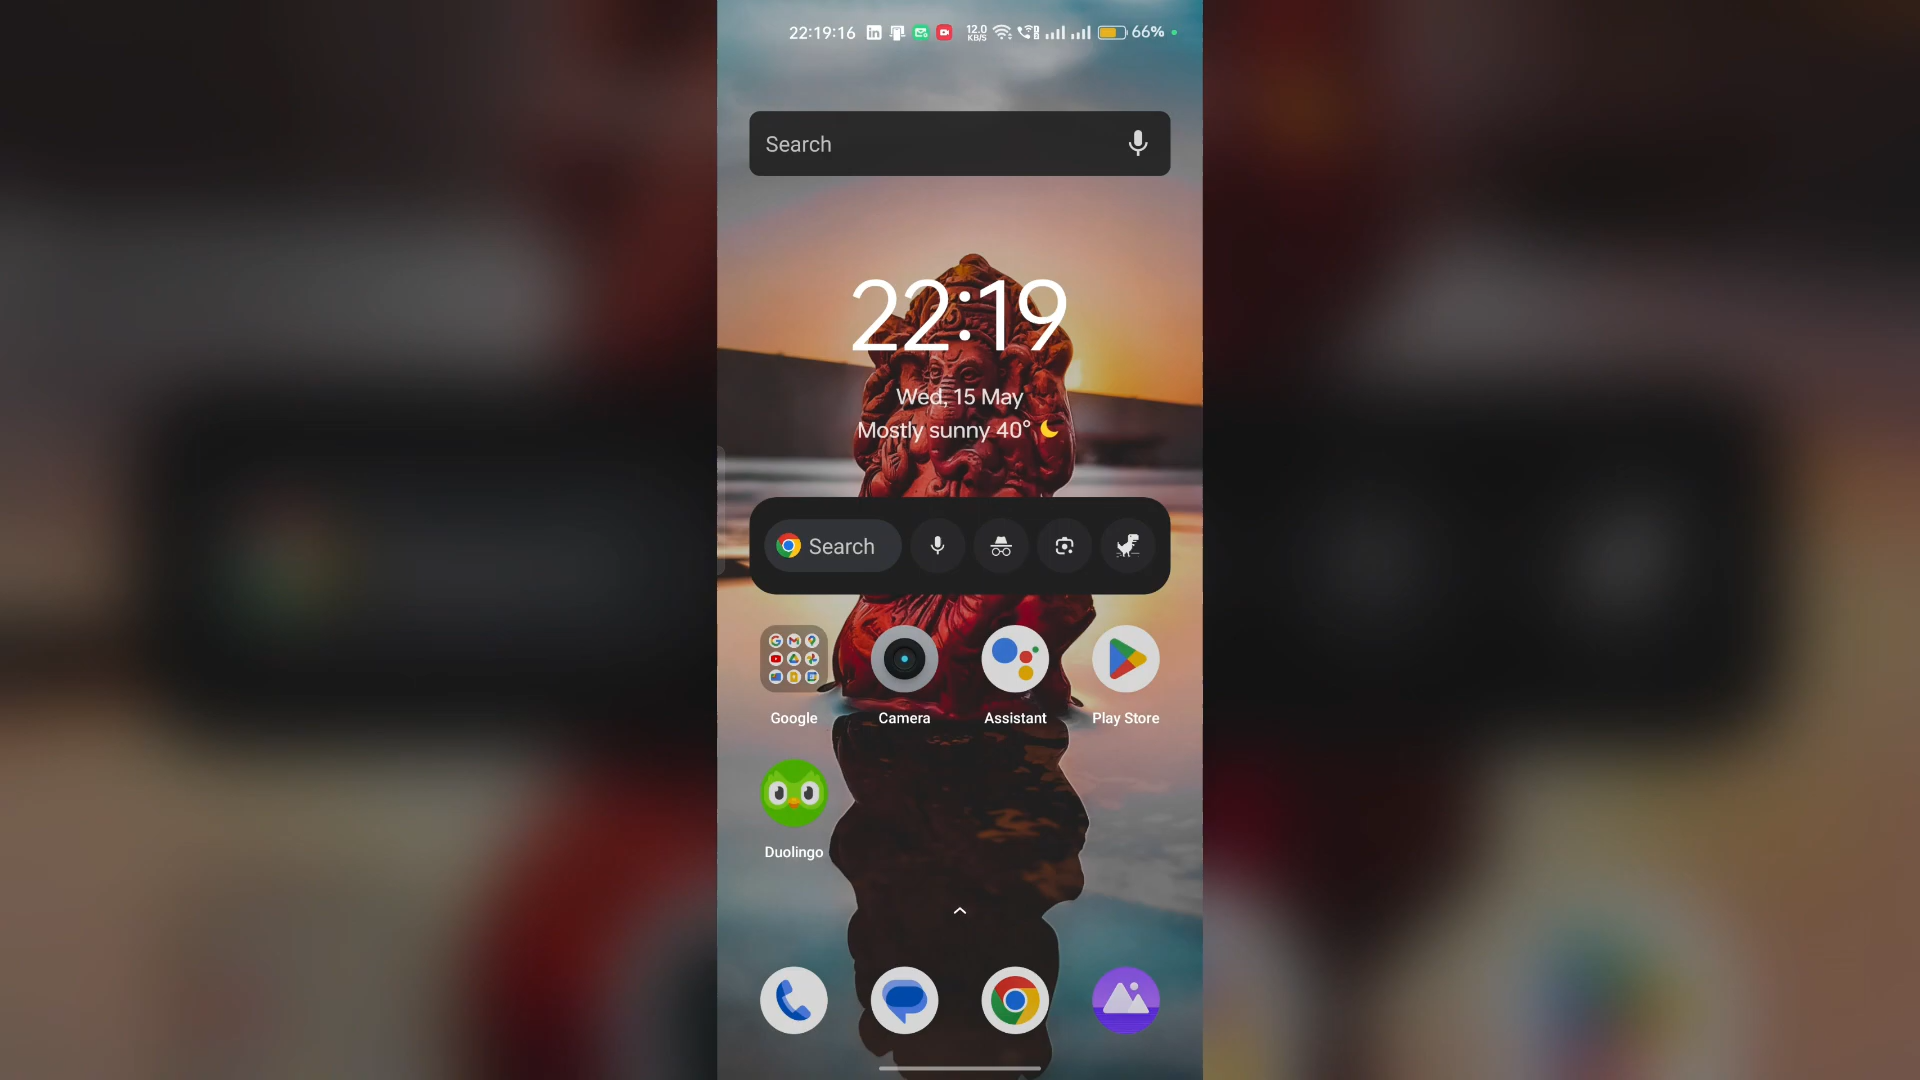 22:19:16 12.0 KB/S 66%
Search
22:19
Wed, 15 May
Mostly sunny 40°
Search
Google Camera Assistant Play Store
Duolingo